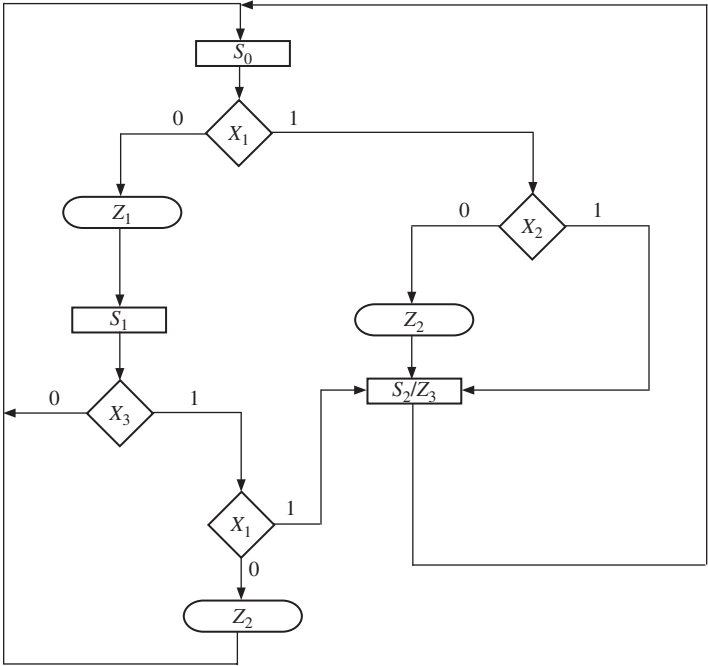 S₀
0 X₁ 1
Z₁
0 X₂ 1
S₁
Z₂
S₂/Z₃
0 X₃ 1
X₁ 1
0
Z₂